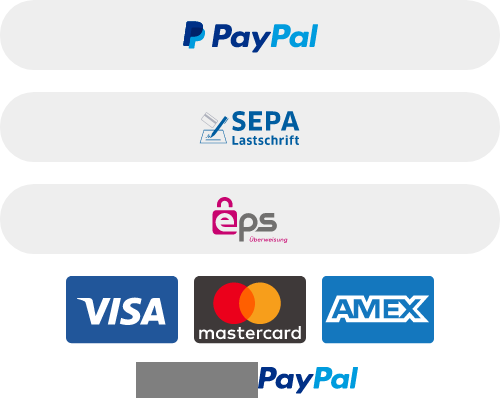 PayPal
SEPA
Lastschrift
eps
Überweisung
VISA
mastercard
AMEX
PayPal